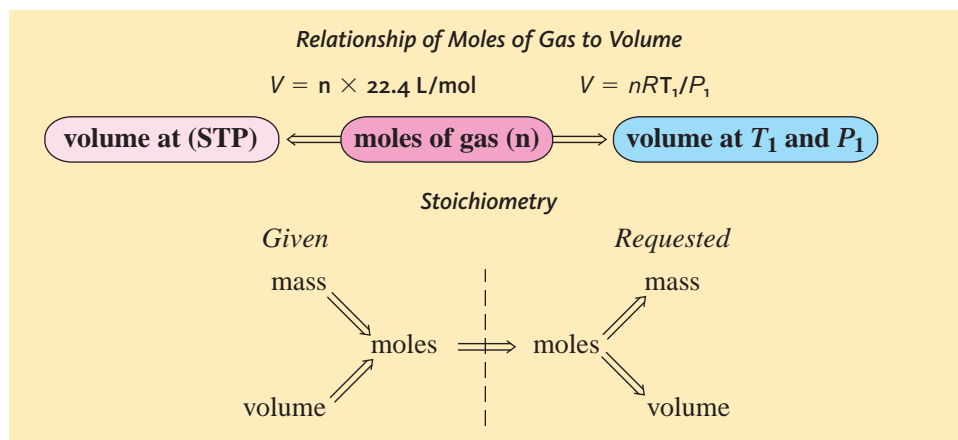 Relationship of Moles of Gas to Volume
V = n × 22.4 L/mol V = nRT₁/P₁
volume at (STP) moles of gas (n) volume at T₁ and P₁
Stoichiometry
Given Requested
mass mass
moles moles
volume volume